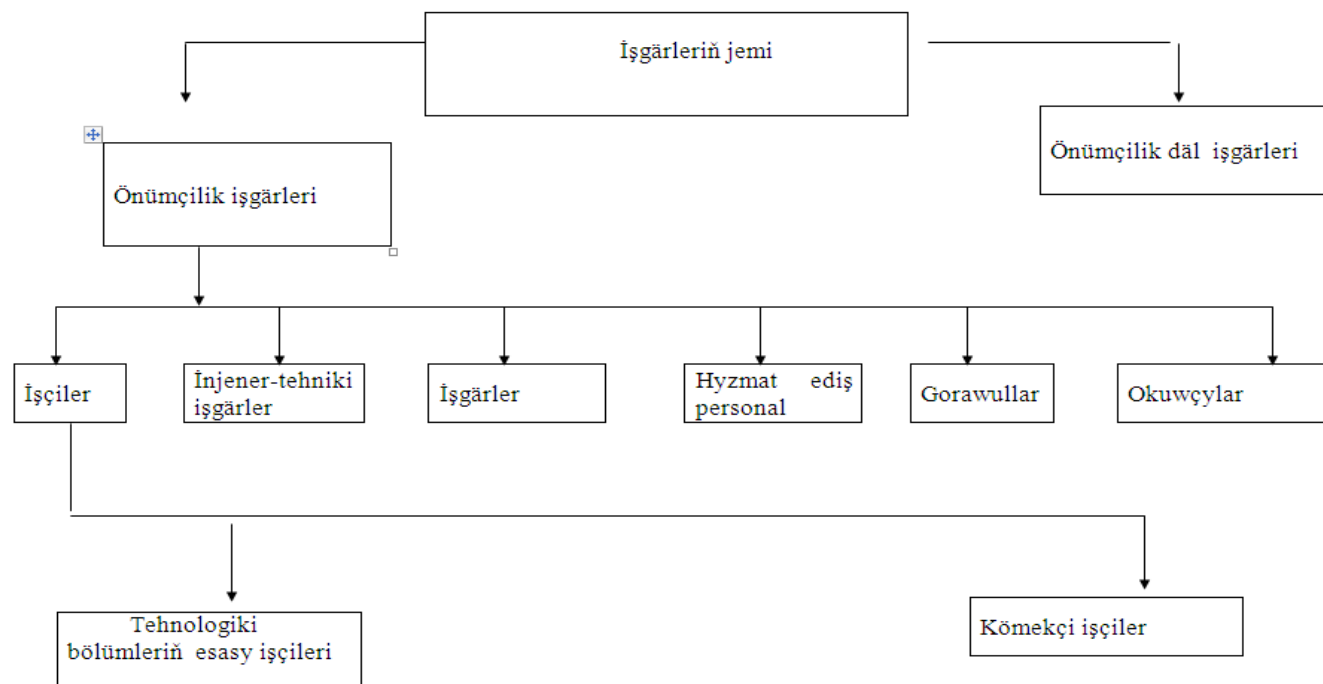 İşgärleriň jemi
Önümçilik işgärleri
Önümçilik däl işgärleri
İşçiler
İnjener-tehniki
işgärler
İşgärler
Hyzmat ediş
personal
Gorawullar
Okuwçylar
Tehnologiki
bölümleriň esasy işçileri
Kömekçi işçiler